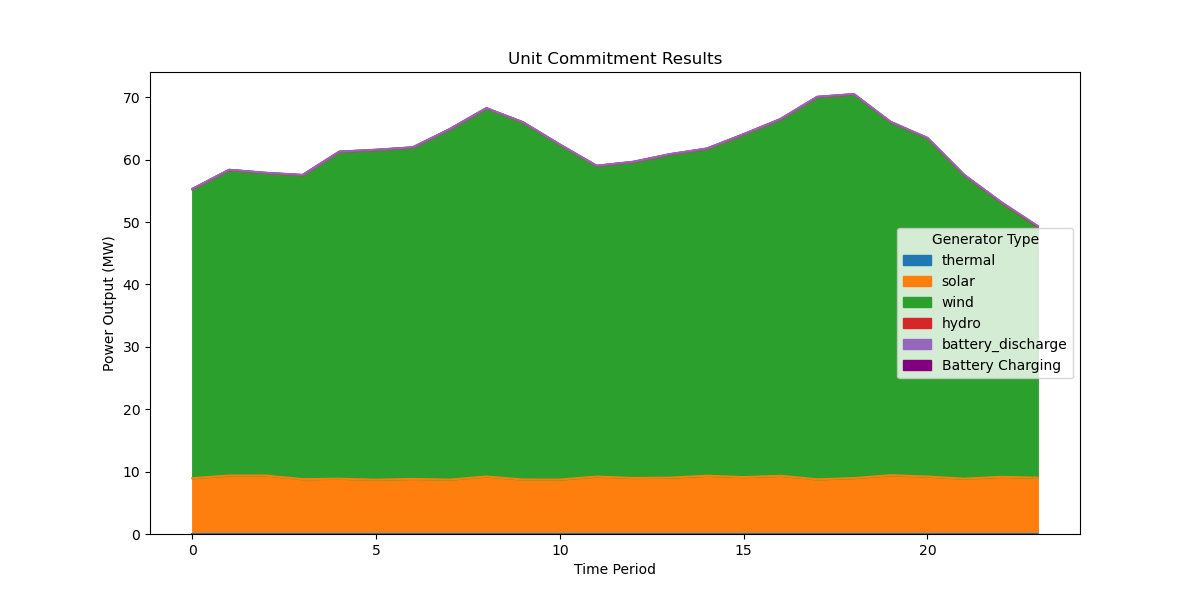 Unit Commitment Results
Power Output (MW)
70
60
50
40
30
20
10
0
Generator Type
thermal
solar
wind
hydro
battery_discharge
Battery Charging
0 5 10 15 20
Time Period